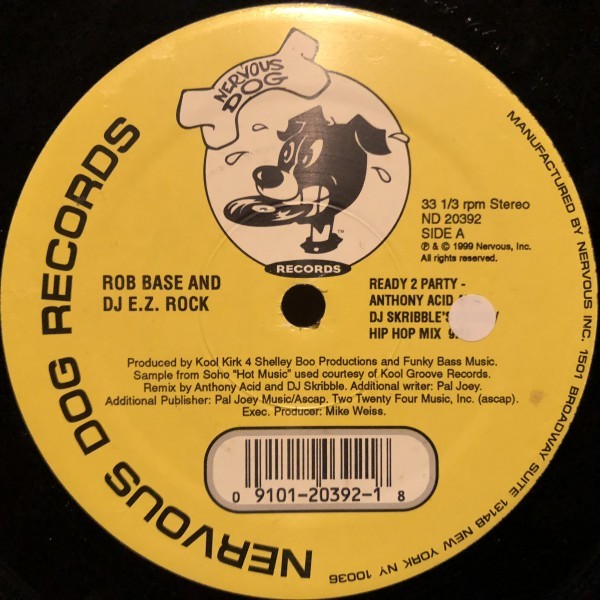 NERVOUS
DOG
RECORDS
NERVOUS DOG RECORDS
MANUFACTURED BY NERVOUS INC. 1501 BROADWAY SUITE 1314B NEW YORK NY 10036
33 1/3 rpm Stereo
ND 20392
SIDE A
℗ & © 1999 Nervous, Inc.
All rights reserved.
ROB BASE AND
DJ E.Z. ROCK
READY 2 PARTY -
ANTHONY ACID
DJ SKRIBBLE'S
HIP HOP MIX
Produced by Kool Kirk 4 Shelley Boo Productions and Funky Bass Music.
Sample from Soho "Hot Music" used courtesy of Kool Groove Records.
Remix by Anthony Acid and DJ Skribble. Additional writer: Pal Joey.
Additional Publisher: Pal Joey Music/Ascap. Two Twenty Four Music, Inc. (ascap).
Exec. Producer: Mike Weiss.
0 9101-20392-1 8